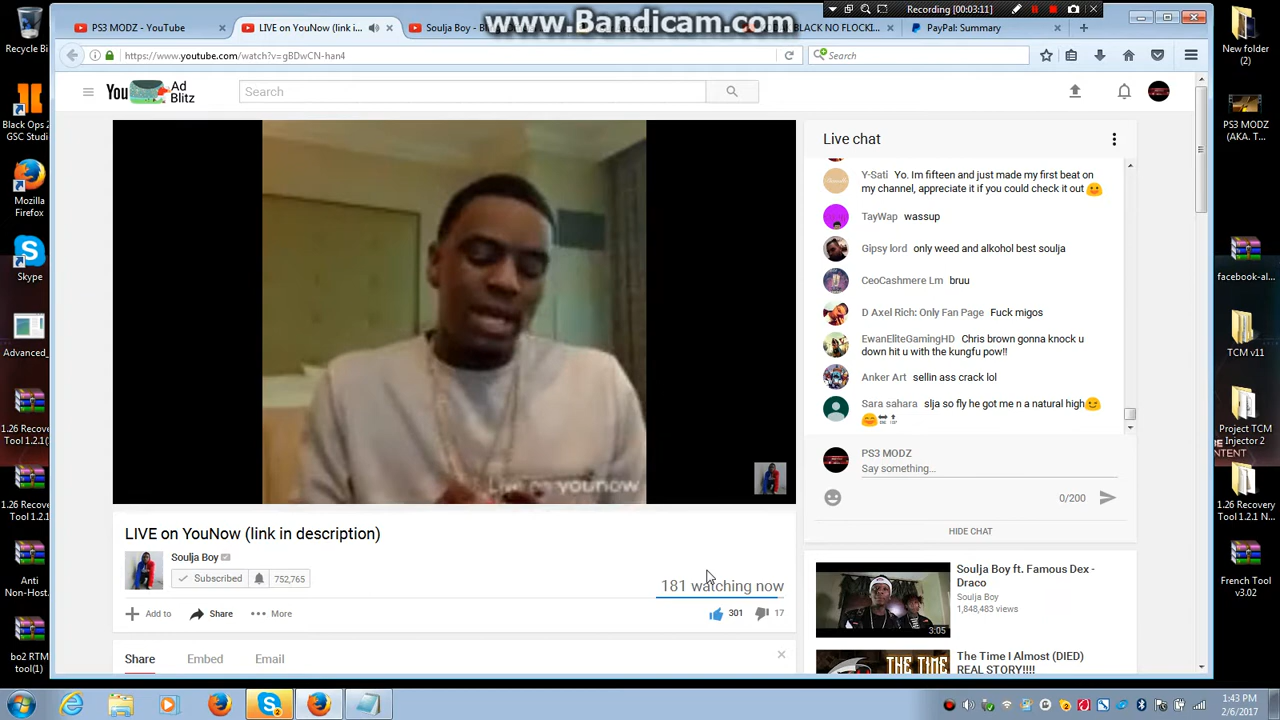 www.Bandicam.com
Recording [00:03:11]
PS3 MODZ - YouTube
LIVE on YouNow (link i...
Soulja Boy - B
BLACK NO FLOCKI...
PayPal: Summary
https://www.youtube.com/watch?v=gBDwCN-han4
Search
You
Ad
Blitz
Search
Live chat
Y-Sati Yo. Im fifteen and just made my first beat on
my channel, appreciate it if you could check it out
TayWap wassup
Gipsy lord only weed and alkohol best soulja
CeoCashmere Lm bruu
D Axel Rich: Only Fan Page Fuck migos
EwanEliteGamingHD Chris brown gonna knock u
down hit u with the kungfu pow!!
Anker Art sellin ass crack lol
Sara sahara slja so fly he got me n a natural high😊
PS3 MODZ
Say something...
0/200
HIDE CHAT
younow
LIVE on YouNow (link in description)
Soulja Boy
Subscribed 752,765
181 watching now
Add to Share More
301 17
Share Embed Email
Soulja Boy ft. Famous Dex -
Draco
Soulja Boy
1,848,483 views
3:05
THE TIME
The Time I Almost (DIED)
REAL STORY!!!!
Recycle Bin
Black Ops 2
GSC Studio
Mozilla
Firefox
Skype
Advanced_...
1.26 Recovery
Tool 1.2.1(...
1.26 Recovery
Tool 1.2.1...
Anti
Non-Host...
bo2 RTM
tool(1)
New folder
(2)
PS3 MODZ
(AKA. T...
facebook-al...
TCM v11
Project TCM
Injector 2
1.26 Recovery
Tool 1.2.1 N...
French Tool
v3.02
1:43 PM
2/6/2017